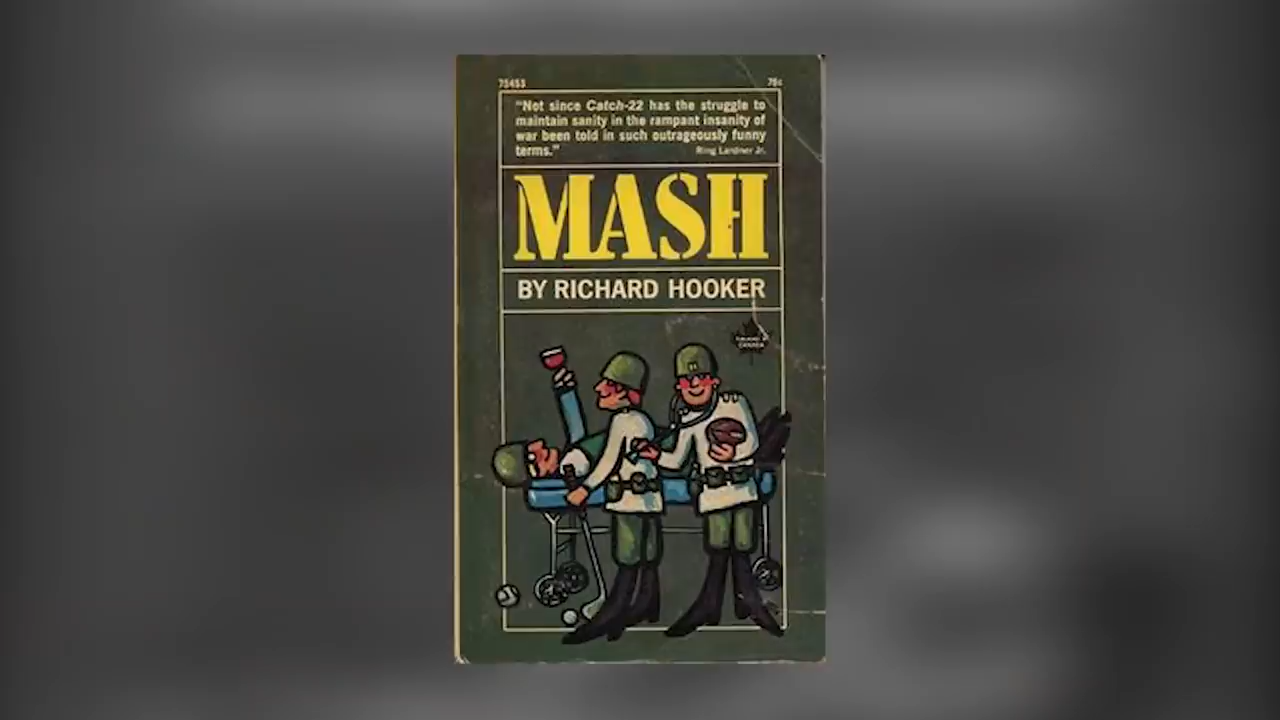 75453 75¢
"Not since Catch-22 has the struggle to
maintain sanity in the rampant insanity of
war been told in such outrageously funny
terms." Ring Lardner Jr.
MASH
BY RICHARD HOOKER
CANADA